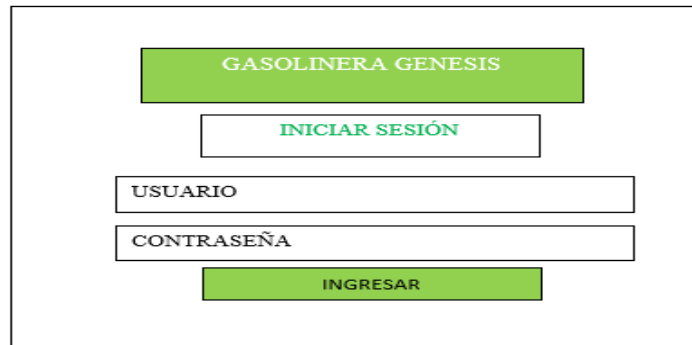 GASOLINERA GENESIS
INICIAR SESIÓN
USUARIO
CONTRASEÑA
INGRESAR